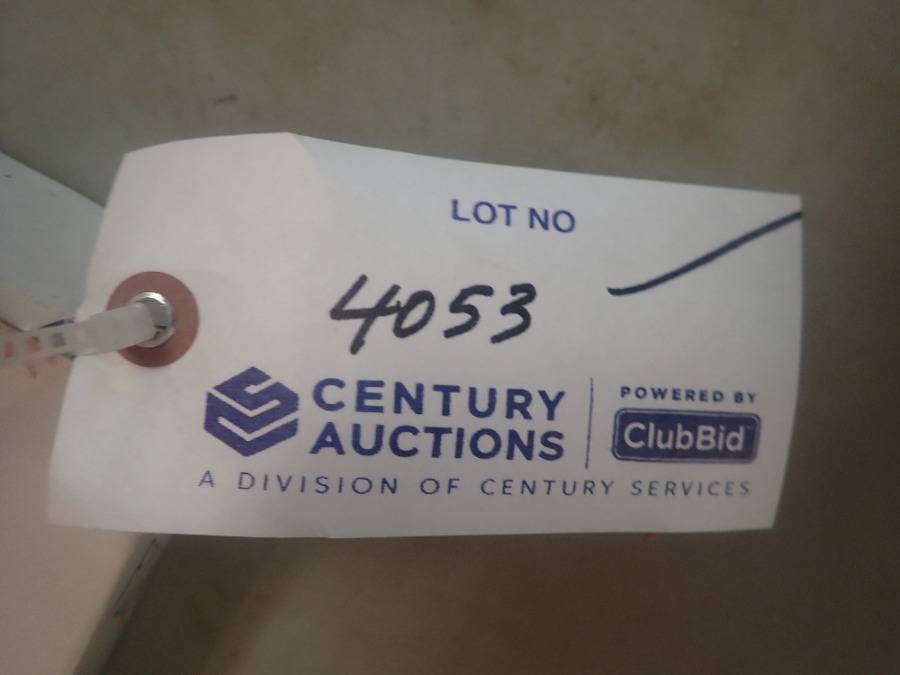 LOT NO
4053
CENTURY
AUCTIONS
POWERED BY
ClubBid
A DIVISION OF CENTURY SERVICES